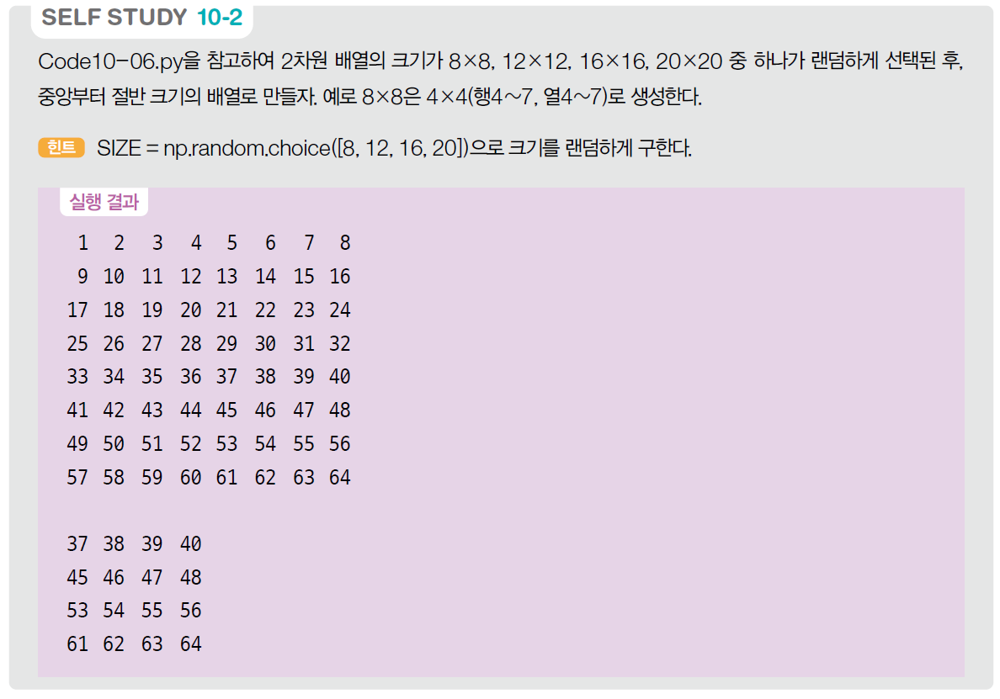 SELF STUDY 10-2
Code10-06.py을 참고하여 2차원 배열의 크기가 8×8, 12×12, 16×16, 20×20 중 하나가 랜덤하게 선택된 후,
중앙부터 절반 크기의 배열로 만들자. 예로 8×8은 4×4(행4~7, 열4~7)로 생성한다.
힌트 SIZE = np.random.choice([8, 12, 16, 20])으로 크기를 랜덤하게 구한다.
실행 결과
1 2 3 4 5 6 7 8
9 10 11 12 13 14 15 16
17 18 19 20 21 22 23 24
25 26 27 28 29 30 31 32
33 34 35 36 37 38 39 40
41 42 43 44 45 46 47 48
49 50 51 52 53 54 55 56
57 58 59 60 61 62 63 64
37 38 39 40
45 46 47 48
53 54 55 56
61 62 63 64